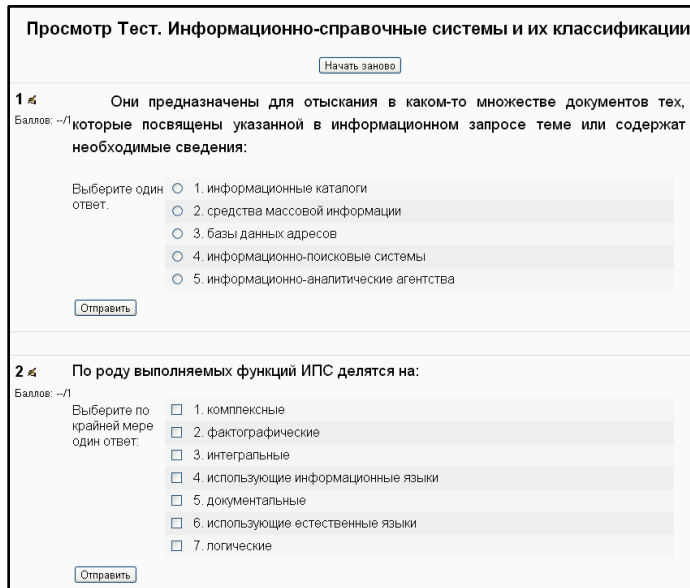 Просмотр Тест. Информационно-справочные системы и их классификации
Начать заново
1 Они предназначены для отыскания в каком-то множестве документов тех,
Баллов: --/1 которые посвящены указанной в информационном запросе теме или содержат
необходимые сведения:
Выберите один ответ.
1. информационные каталоги
2. средства массовой информации
3. базы данных адресов
4. информационно-поисковые системы
5. информационно-аналитические агентства
Отправить
2 По роду выполняемых функций ИПС делятся на:
Баллов: --/1
Выберите по крайней мере один ответ:
1. комплексные
2. фактографические
3. интегральные
4. использующие информационные языки
5. документальные
6. использующие естественные языки
7. логические
Отправить